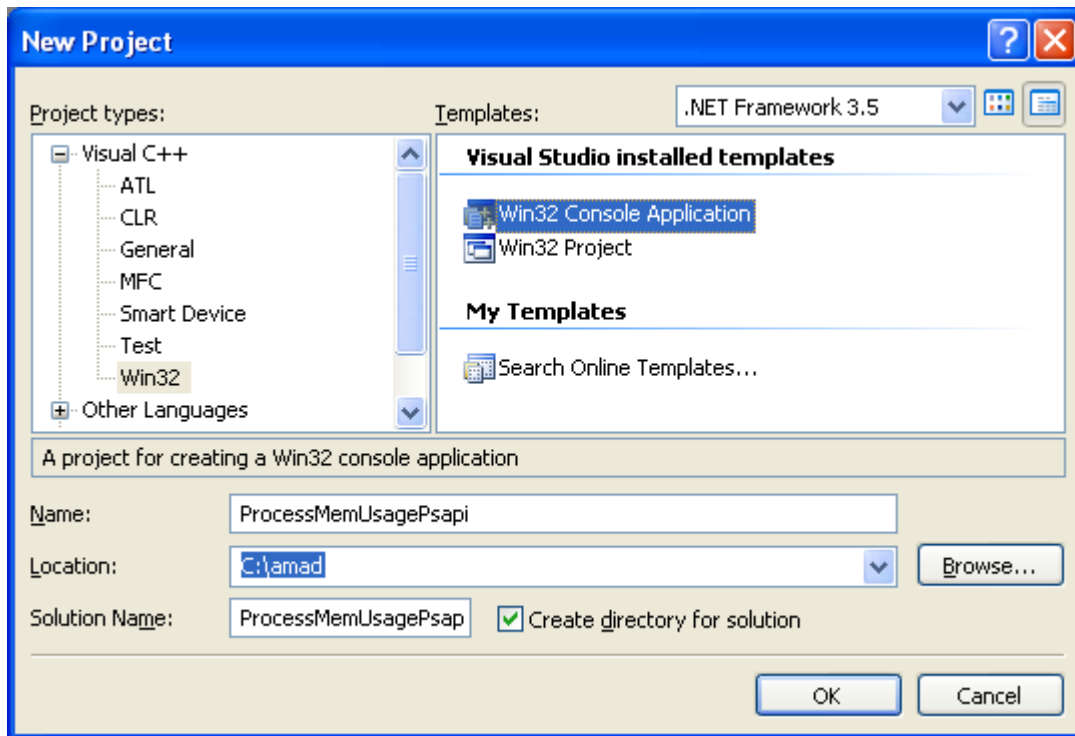 New Project
Project types:
Templates:
.NET Framework 3.5
Visual C++
ATL
CLR
General
MFC
Smart Device
Test
Win32
Other Languages
Visual Studio installed templates
Win32 Console Application
Win32 Project
My Templates
Search Online Templates...
A project for creating a Win32 console application
Name:
ProcessMemUsagePsapi
Location:
C:\amad
Browse...
Solution Name:
ProcessMemUsagePsap
Create directory for solution
OK
Cancel